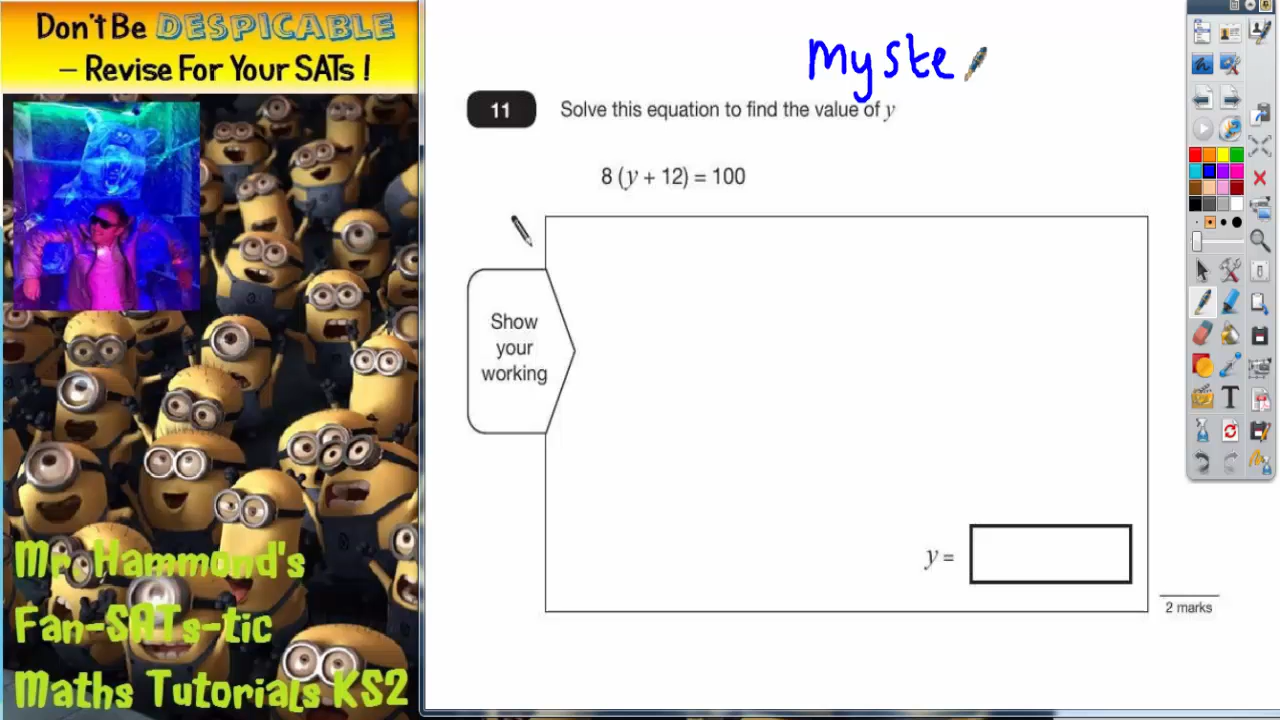 Don't Be DESPICABLE
– Revise For Your SATs !
Myste
11 Solve this equation to find the value of y
8 (y + 12) = 100
Show
your
working
y =
2 marks
Mr. Hammond's
Fan-SATs-tic
Maths Tutorials KS2